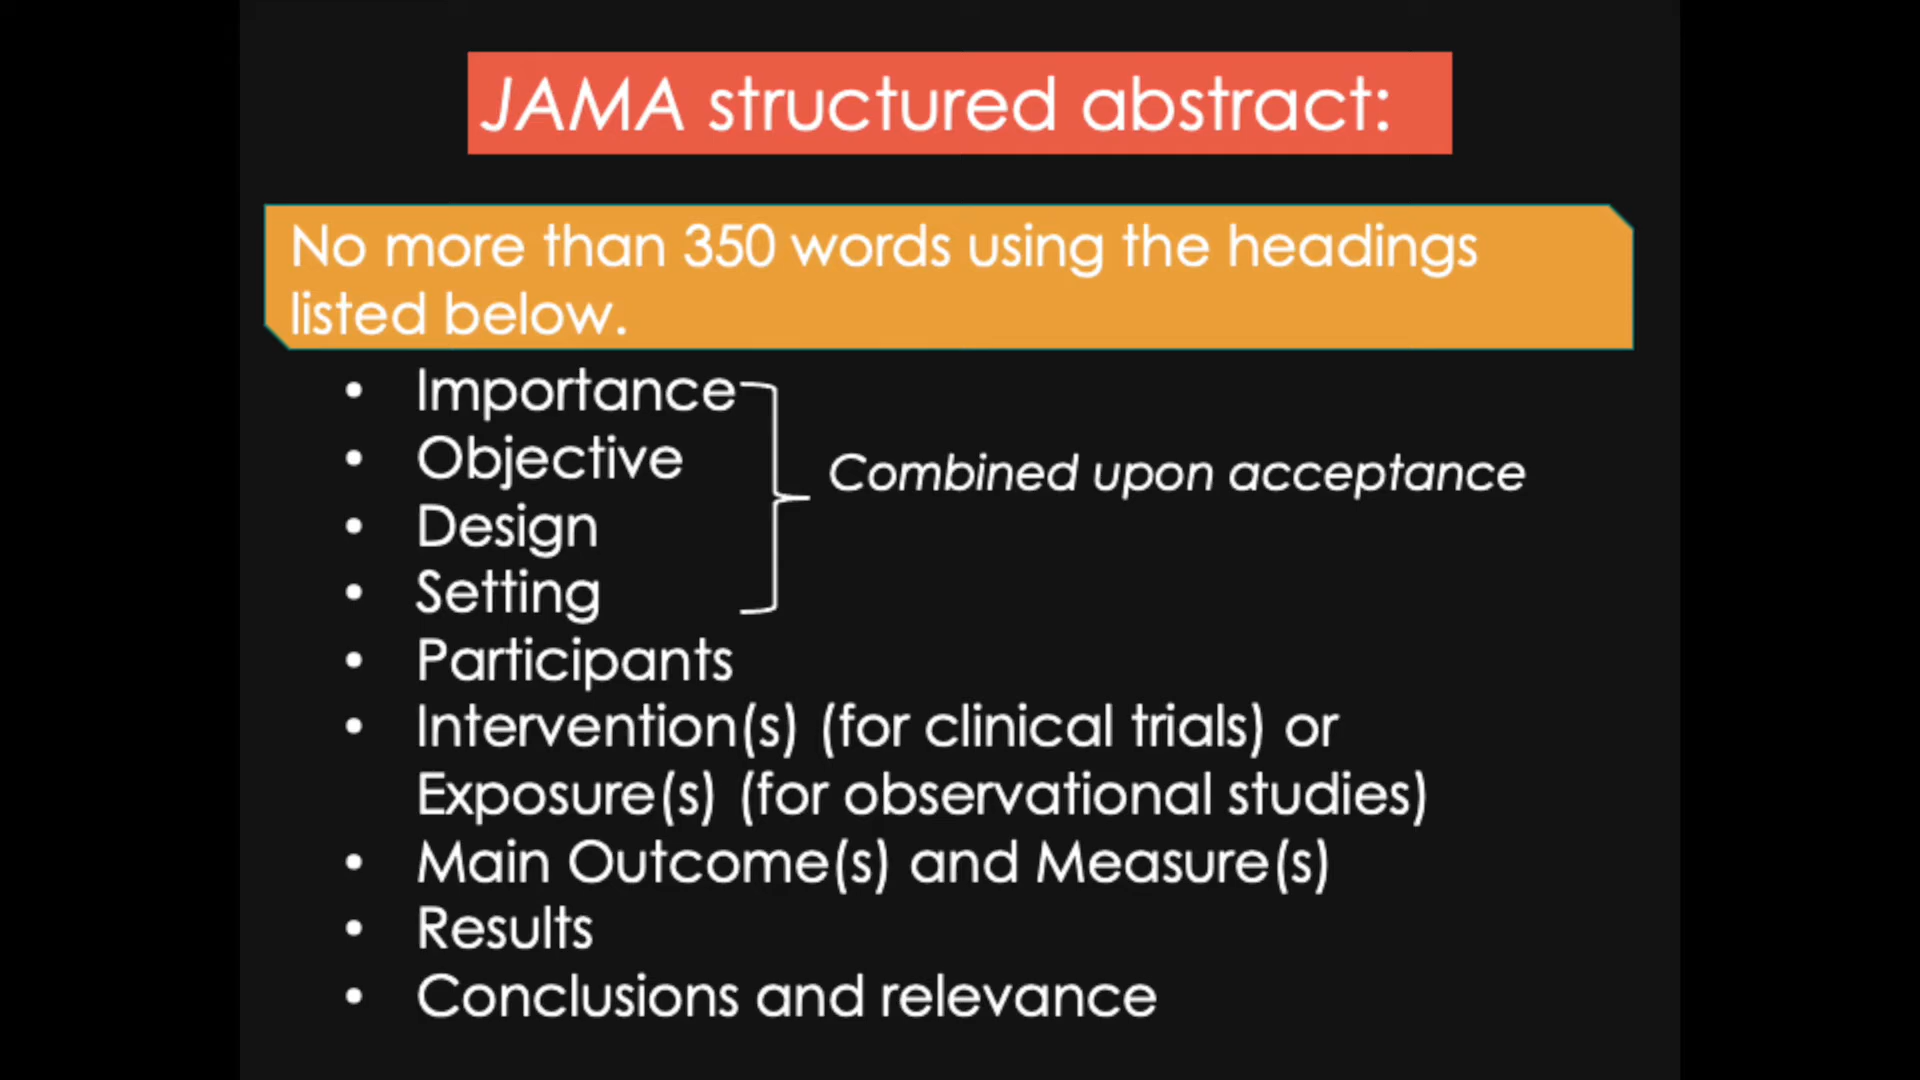 JAMA structured abstract:
No more than 350 words using the headings
listed below.
• Importance
• Objective
• Design
• Setting
Combined upon acceptance
• Participants
• Intervention(s) (for clinical trials) or
Exposure(s) (for observational studies)
• Main Outcome(s) and Measure(s)
• Results
• Conclusions and relevance